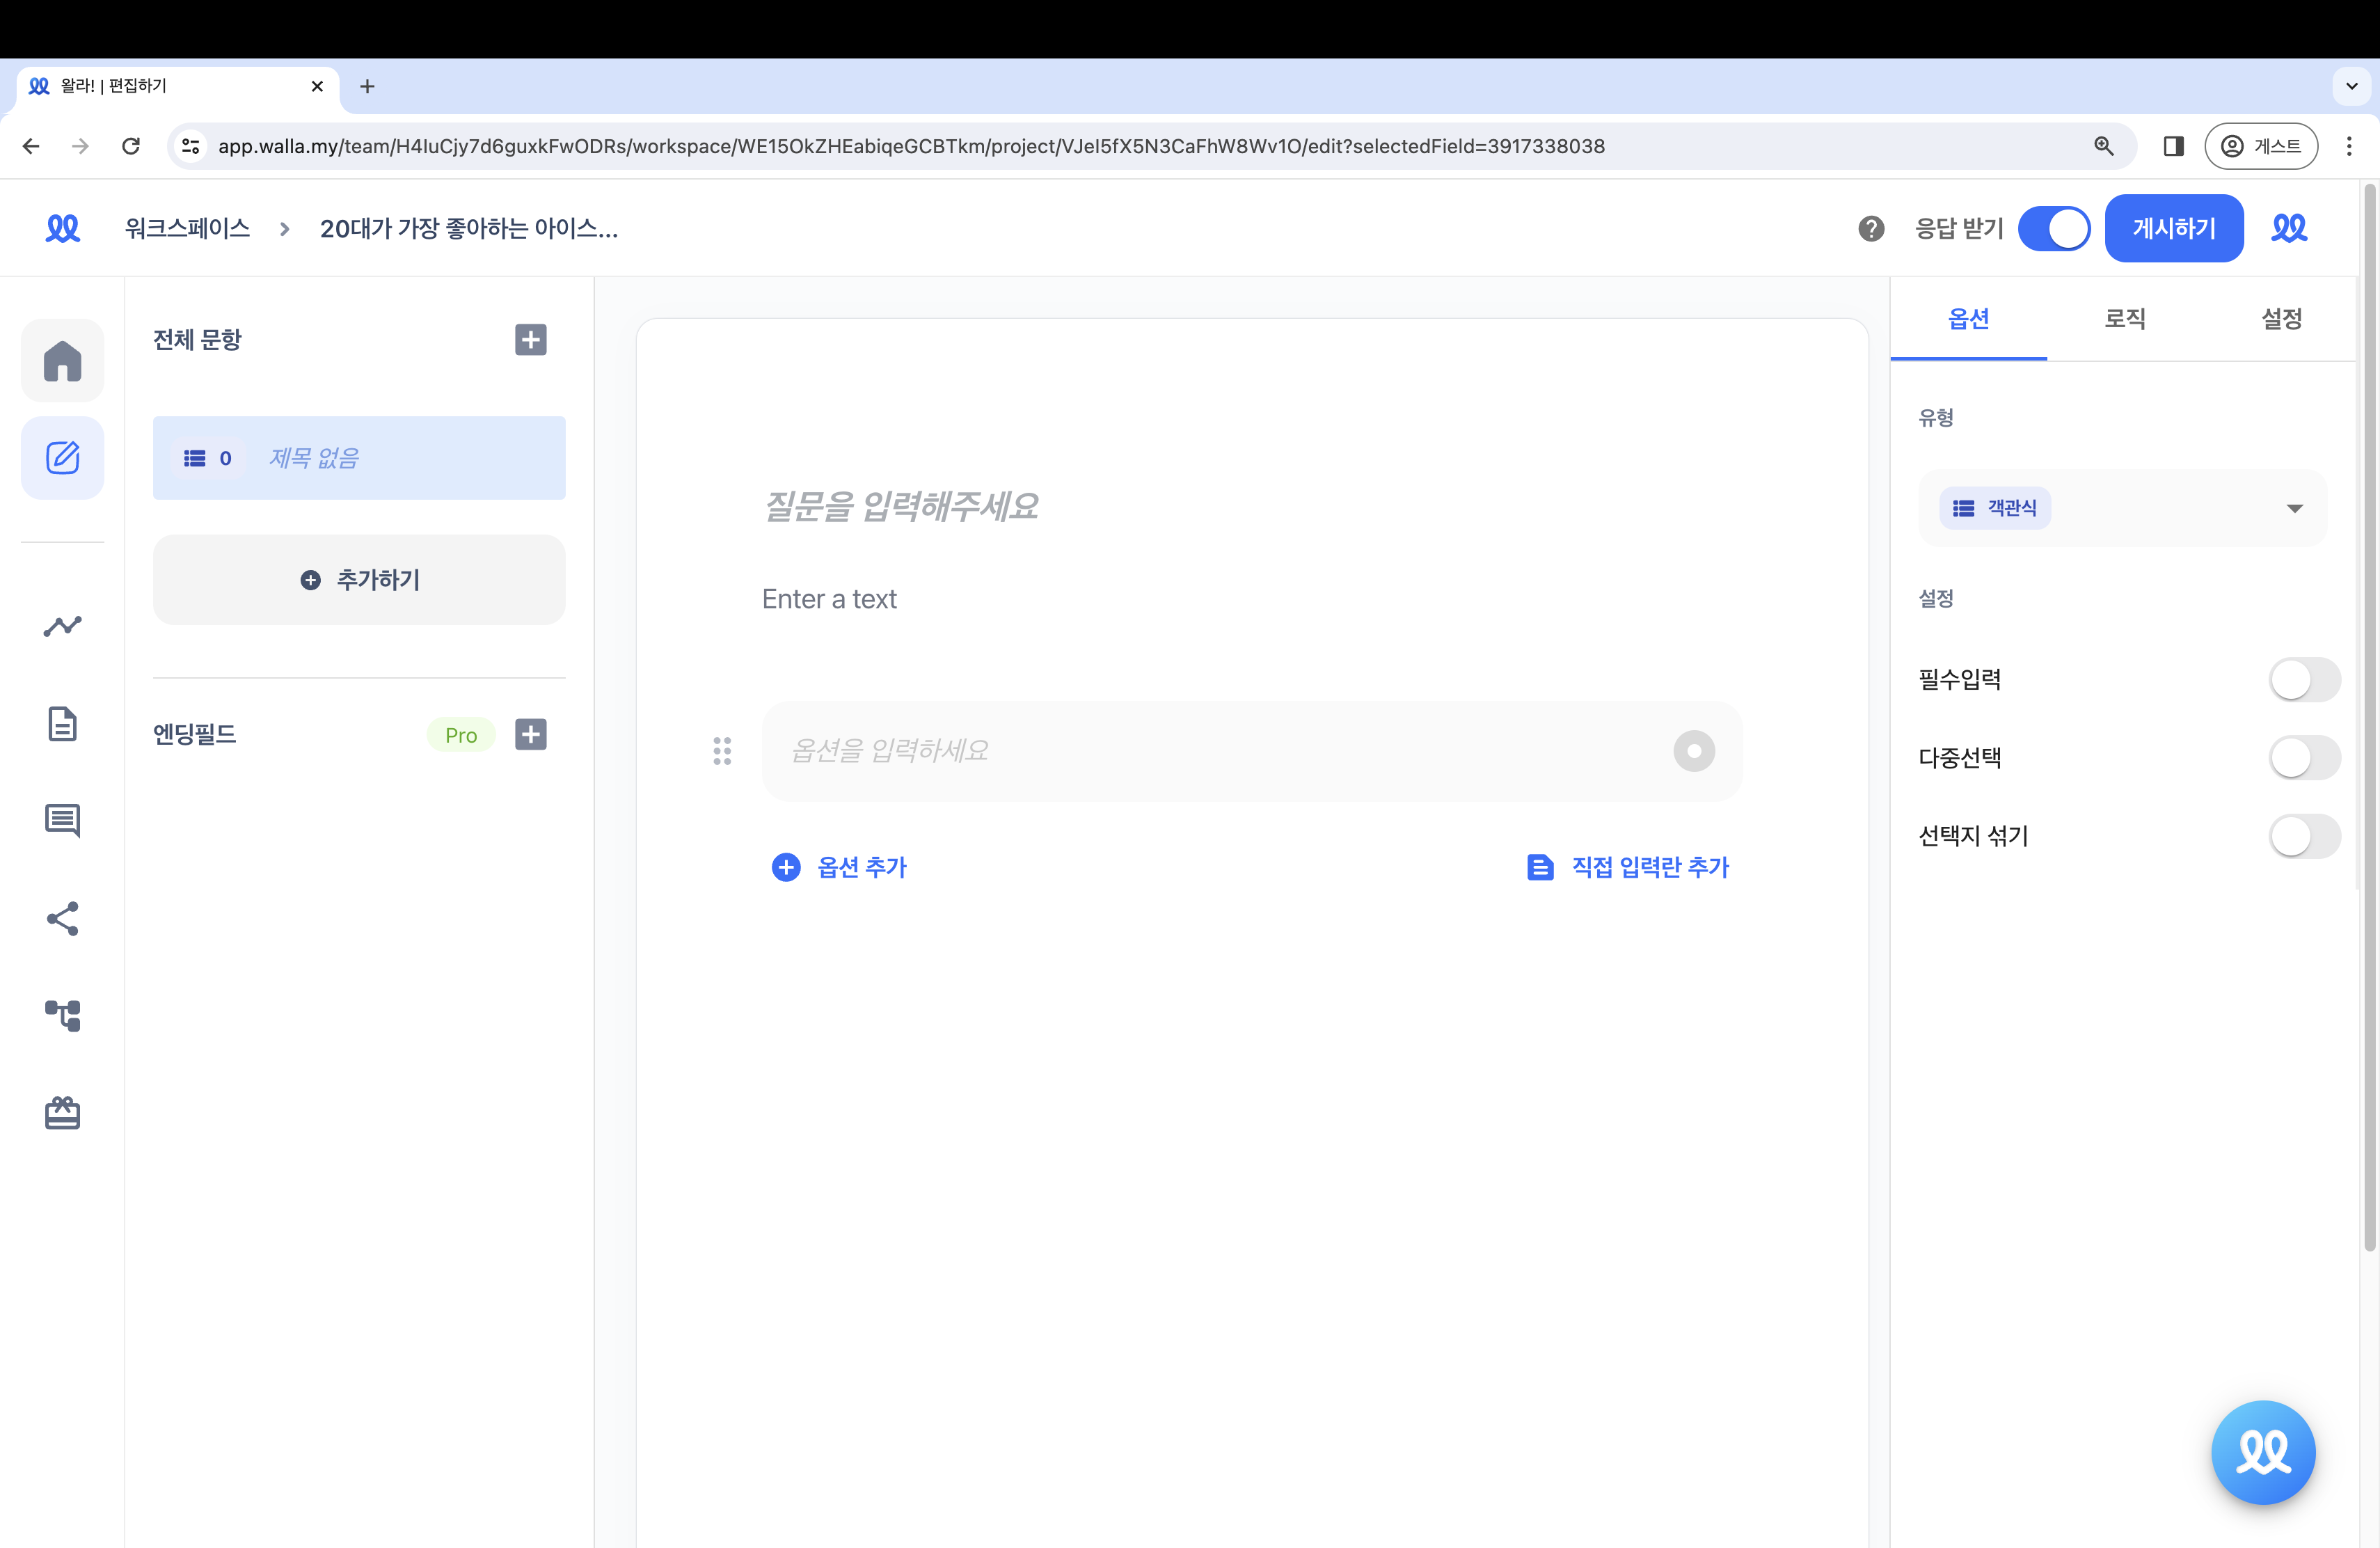 왈라! | 편집하기
app.walla.my/team/H4IuCjy7d6guxkFwODRs/workspace/WE15OkZHEabiqeGCBTkm/project/VJeI5fX5N3CaFhW8Wv1O/edit?selectedField=3917338038
게스트
워크스페이스
20대가 가장 좋아하는 아이스...
응답 받기
게시하기
전체 문항
0 제목 없음
추가하기
엔딩필드
Pro
질문을 입력해주세요
Enter a text
옵션을 입력하세요
옵션 추가
직접 입력란 추가
옵션
로직
설정
유형
객관식
설정
필수입력
다중선택
선택지 섞기